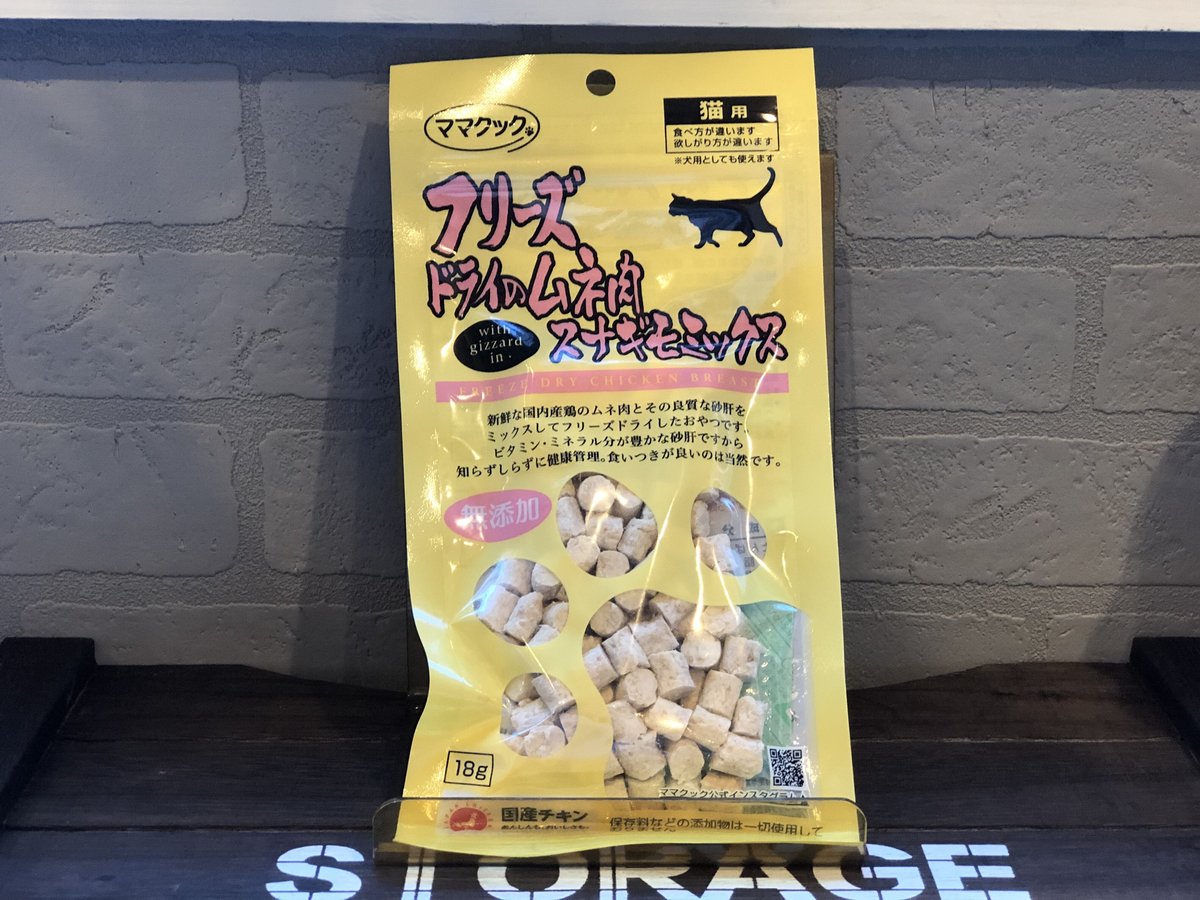 ママクック
猫用
食べ方が違います
欲しがり方が違います
※犬用としても使えます
フリーズ
ドライのムネ肉
with
gizzard
in
スナギモミックス
FREEZE DRY CHICKEN BREAST
新鮮な国内産鶏のムネ肉とその良質な砂肝を
ミックスしてフリーズドライしたおやつです。
ビタミン・ミネラル分が豊かな砂肝ですから
知らずしらずに健康管理。食いつきが良いのは当然です。
無添加
18g
ママクック公式インスタグラム
国産チキン
保存料などの添加物は一切使用して
おりません
STORAGE